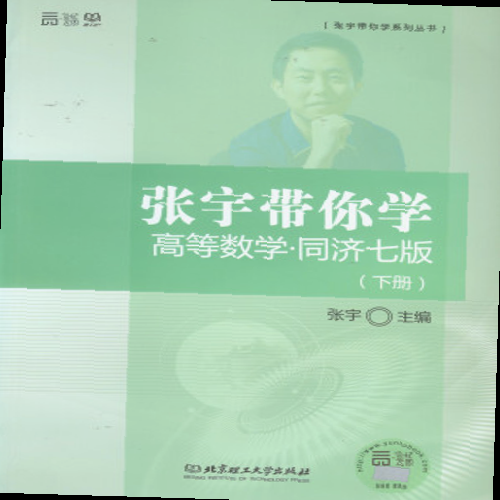 [ 张宇带你学系列丛书 ]
张宇带你学
高等数学·同济七版
（下册）
张宇 主编
北京理工大学出版社